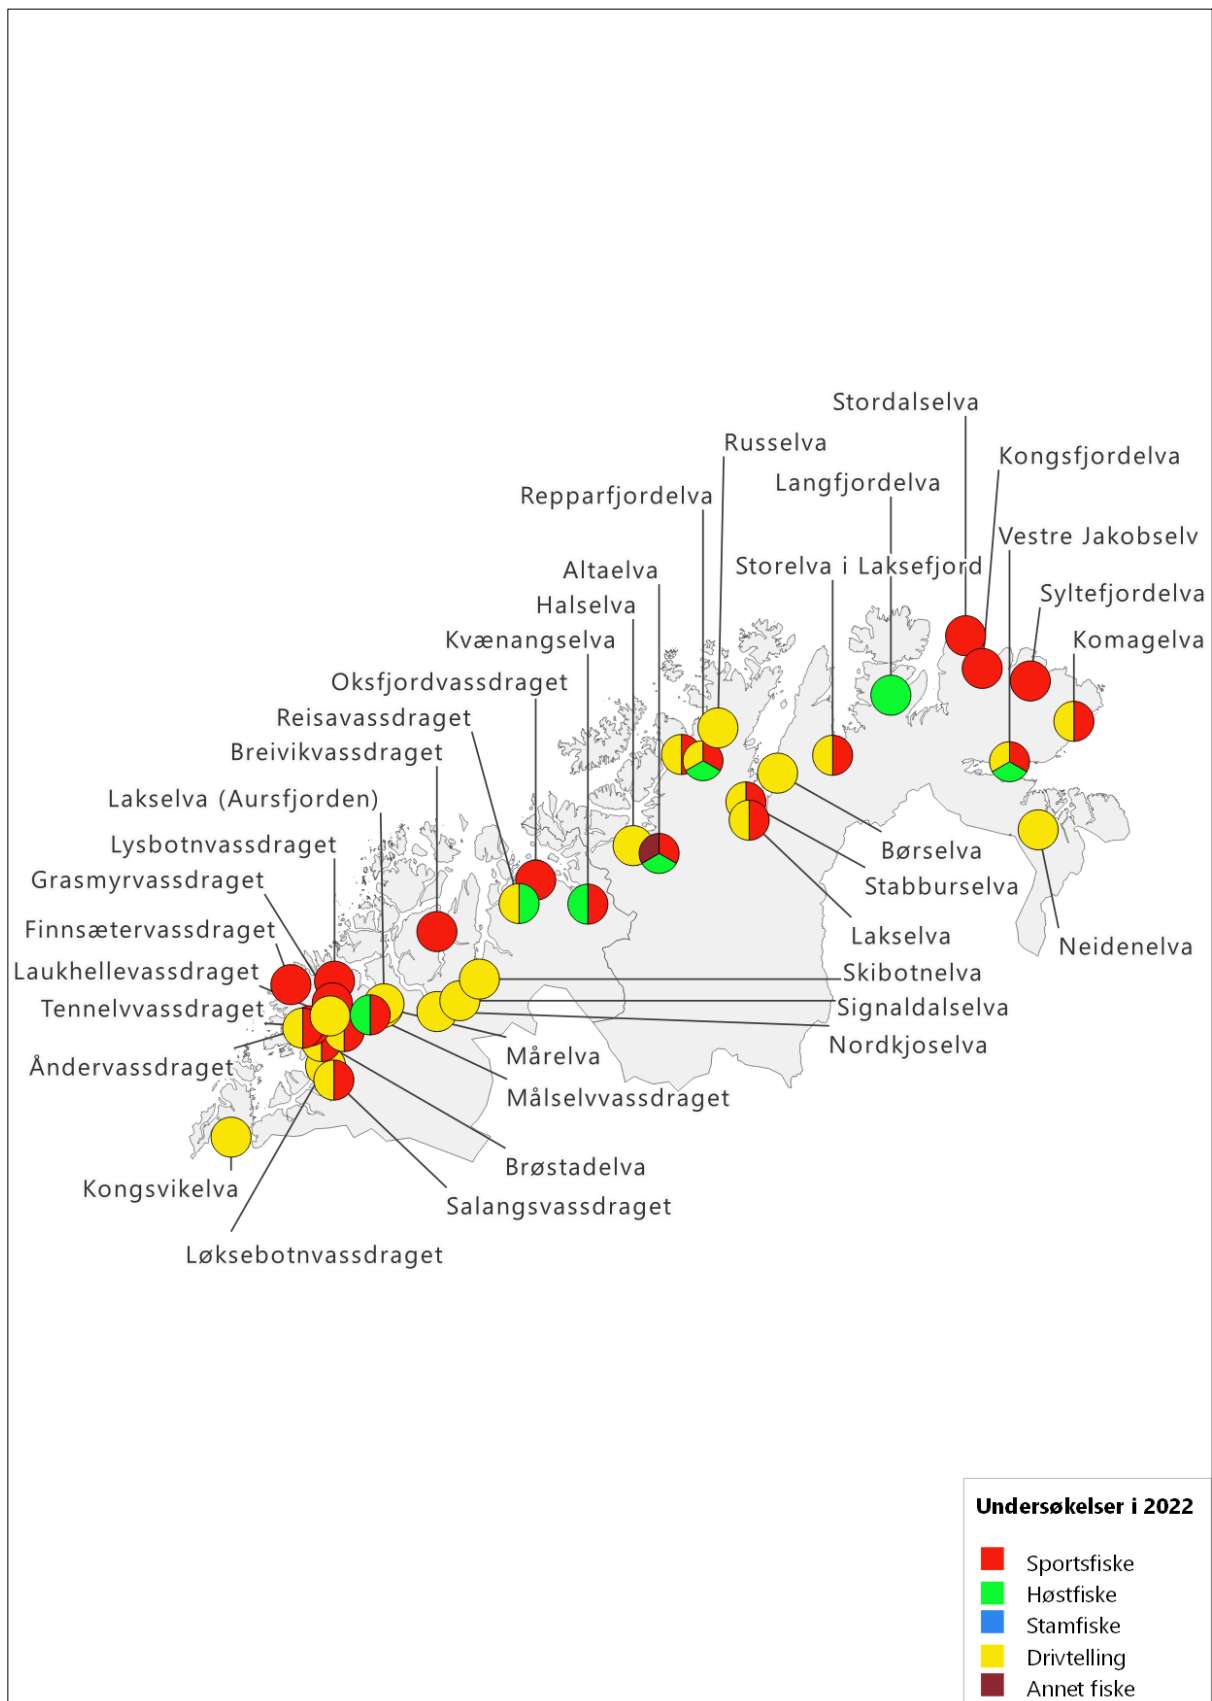 Stordalselva
Russelva
Kongsfjordelva
Langfjordelva
Repparfjordelva
Vestre Jakobselv
Altaelva
Storelva i Laksefjord
Syltefjordelva
Halselva
Kvænangselva
Komagelva
Oksfjordvassdraget
Reisavassdraget
Breivikvassdraget
Lakselva (Aursfjorden)
Lysbotnvassdraget
Børselva
Grasmyrvassdraget
Stabburselva
Finnsætervassdraget
Lakselva
Neidenelva
Laukhellevassdraget
Skibotnelva
Tennelvvassdraget
Signaldalselva
Nordkjoselva
Åndervassdraget
Mårelva
Målselvvassdraget
Brøstadelva
Kongsvikelva
Salangsvassdraget
Løksebotnvassdraget
Undersøkelser i 2022
Sportsfiske
Høstfiske
Stamfiske
Drivtelling
Annet fiske